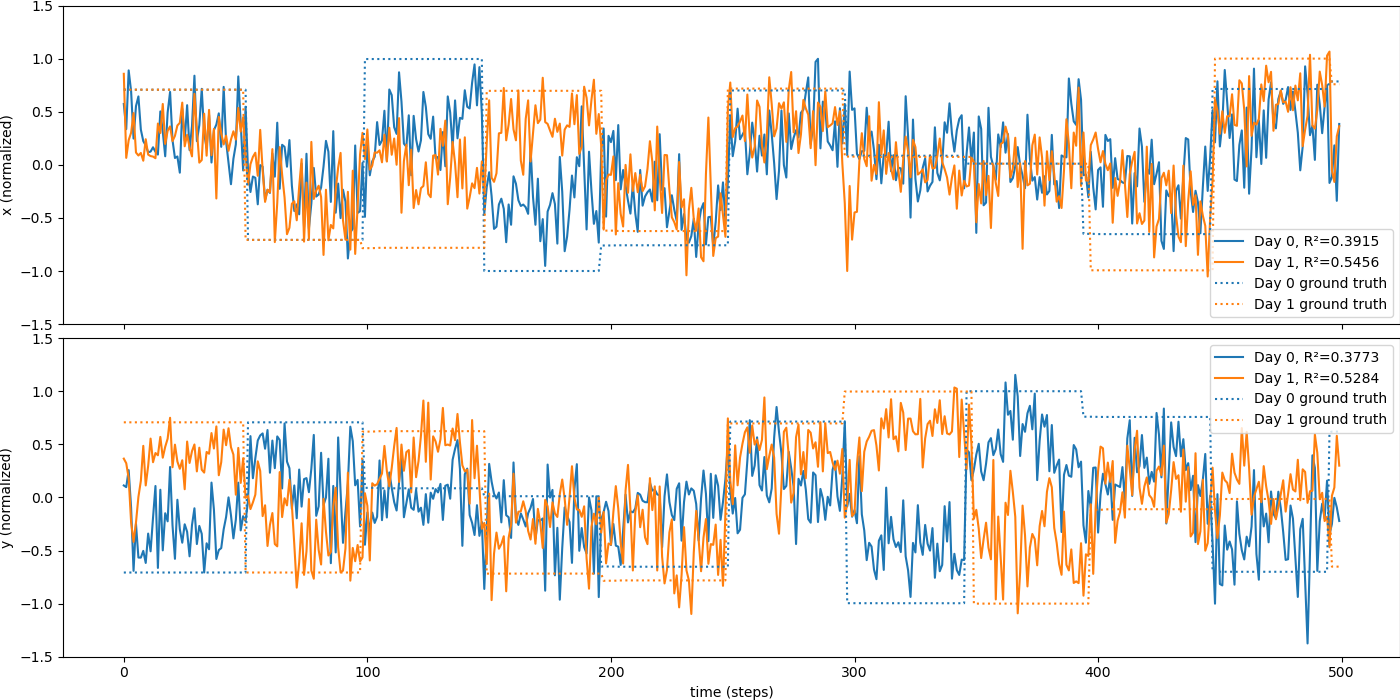 1.5
1.0
0.5
0.0
−0.5
−1.0
−1.5
x (normalized)
Day 0, R²=0.3915
Day 1, R²=0.5456
Day 0 ground truth
Day 1 ground truth
1.5
1.0
0.5
0.0
−0.5
−1.0
−1.5
y (normalized)
Day 0, R²=0.3773
Day 1, R²=0.5284
Day 0 ground truth
Day 1 ground truth
0 100 200 300 400 500
time (steps)